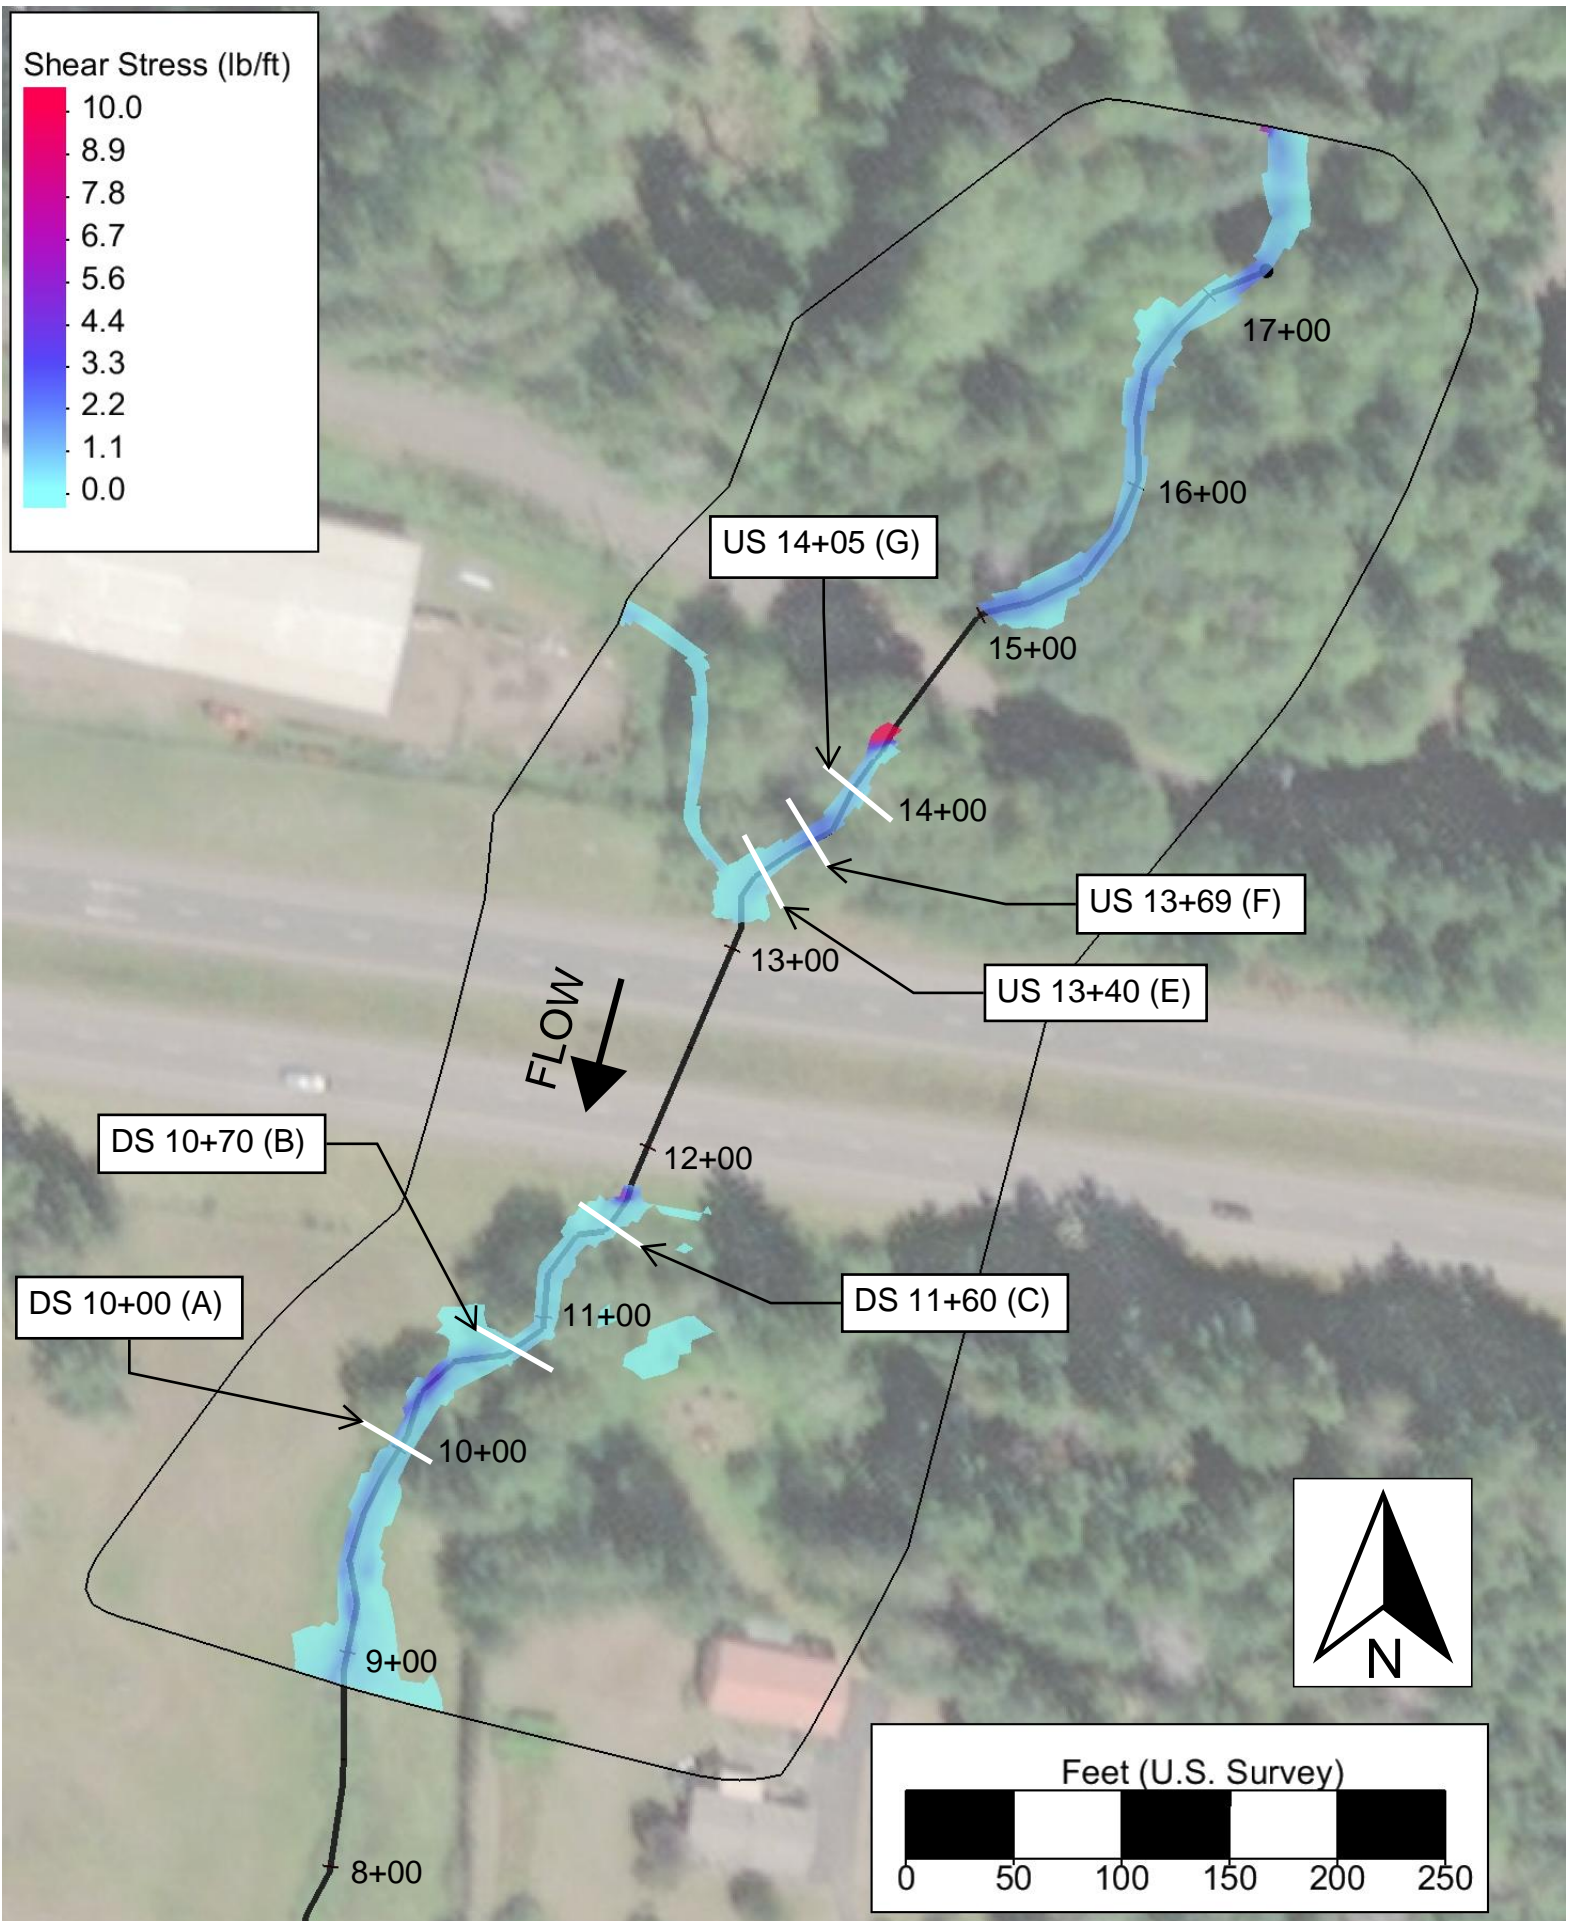 Shear Stress (lb/ft)
10.0
8.9
7.8
6.7
5.6
4.4
3.3
2.2
1.1
0.0
17+00
16+00
US 14+05 (G)
15+00
14+00
US 13+69 (F)
13+00
US 13+40 (E)
FLOW
DS 10+70 (B)
12+00
DS 10+00 (A)
DS 11+60 (C)
11+00
10+00
9+00
N
Feet (U.S. Survey)
0 50 100 150 200 250
8+00